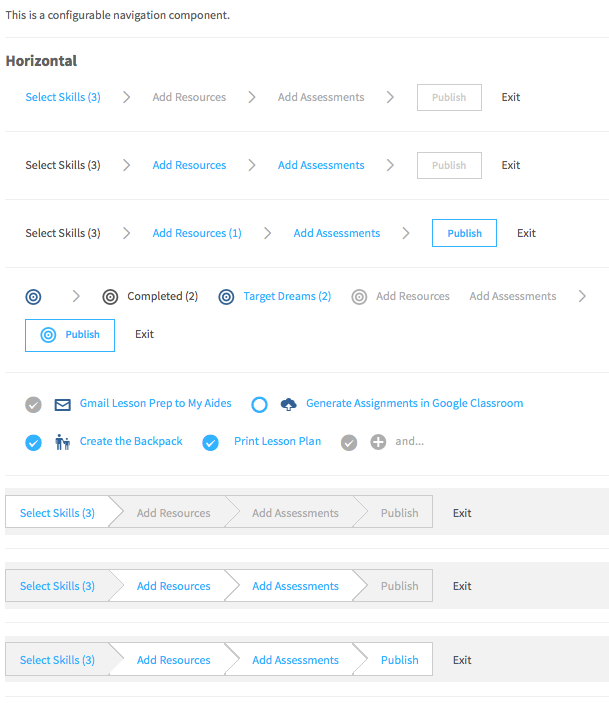 This is a configurable navigation component.
Horizontal
Select Skills (3) Add Resources Add Assessments Publish Exit
Select Skills (3) Add Resources Add Assessments Publish Exit
Select Skills (3) Add Resources (1) Add Assessments Publish Exit
Completed (2) Target Dreams (2) Add Resources Add Assessments
Publish Exit
Gmail Lesson Prep to My Aides Generate Assignments in Google Classroom
Create the Backpack Print Lesson Plan and...
Select Skills (3) Add Resources Add Assessments Publish Exit
Select Skills (3) Add Resources Add Assessments Publish Exit
Select Skills (3) Add Resources Add Assessments Publish Exit